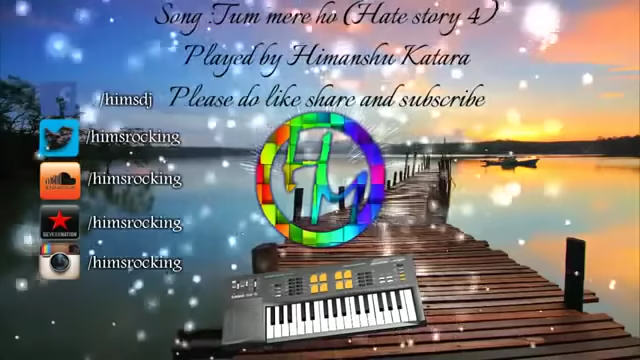 Song :Tum mere ho (Hate story 4)
Played by Himanshu Katara
Please do like share and subscribe
/himsdj
/himsrocking
/himsrocking
/himsrocking
/himsrocking
HM